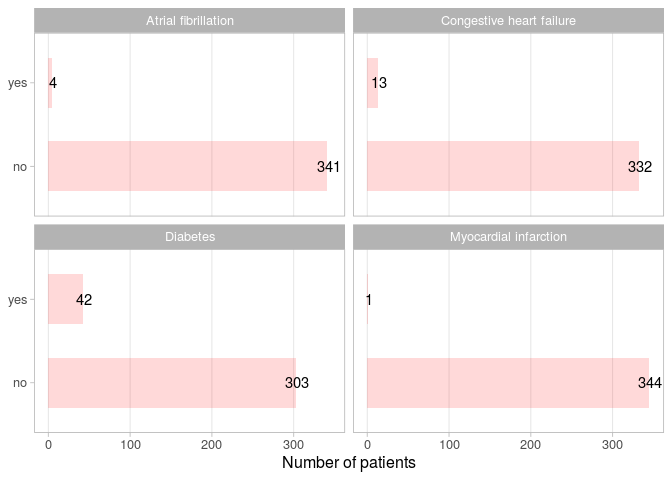 Atrial fibrillation
Congestive heart failure
yes
4
13
no
341
332
Diabetes
Myocardial infarction
yes
42
1
no
303
344
0 100 200 300
0 100 200 300
Number of patients